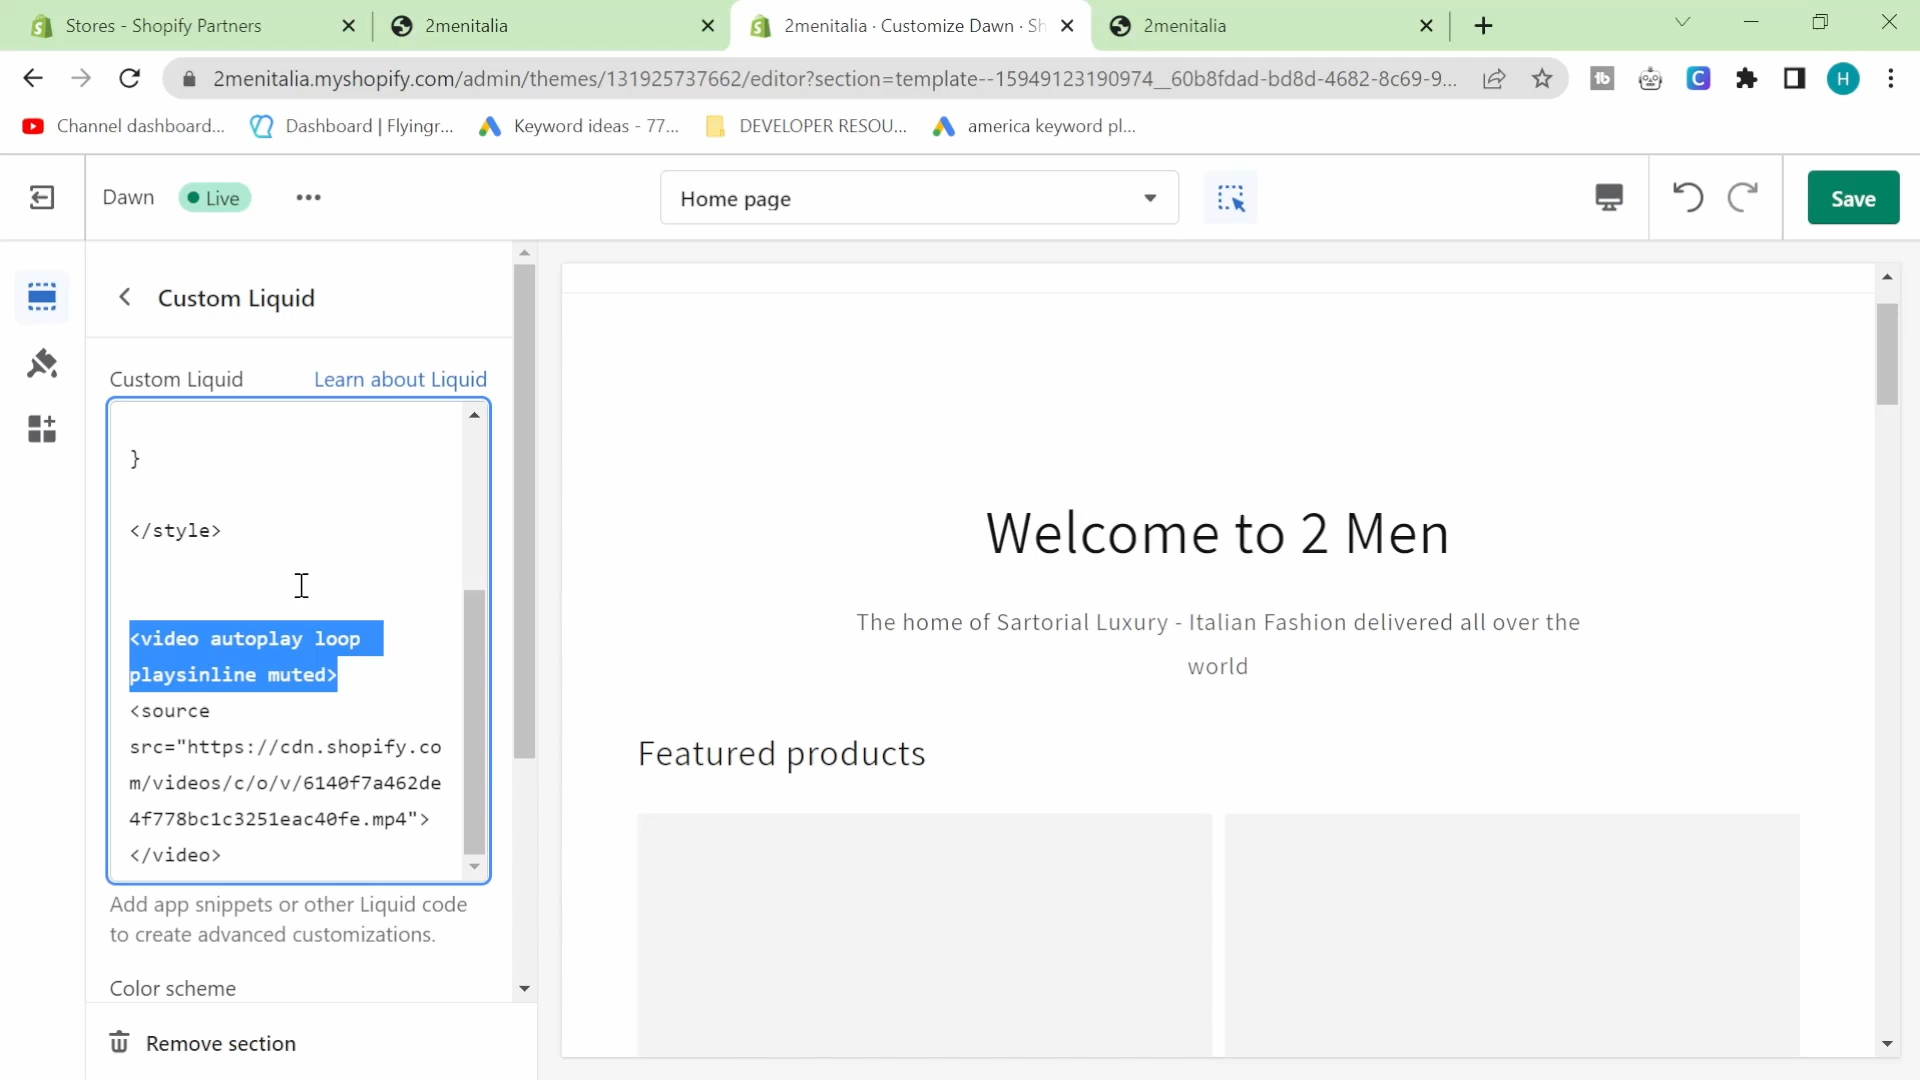 Stores - Shopify Partners
2menitalia
2menitalia · Customize Dawn · Sh
2menitalia
2menitalia.myshopify.com/admin/themes/131925737662/editor?section=template--15949123190974__60b8fdad-bd8d-4682-8c69-9...
tb
C
H
Channel dashboard...
Dashboard | Flyingr...
Keyword ideas - 77...
DEVELOPER RESOU...
america keyword pl...
Dawn
Live
Home page
Save
Custom Liquid
Custom Liquid
Learn about Liquid
}
</style>
<video autoplay loop
playsinline muted>
<source
src="https://cdn.shopify.co
m/videos/c/o/v/6140f7a462de
4f778bc1c3251eac40fe.mp4">
</video>
Add app snippets or other Liquid code
to create advanced customizations.
Color scheme
Remove section
Welcome to 2 Men
The home of Sartorial Luxury - Italian Fashion delivered all over the
world
Featured products